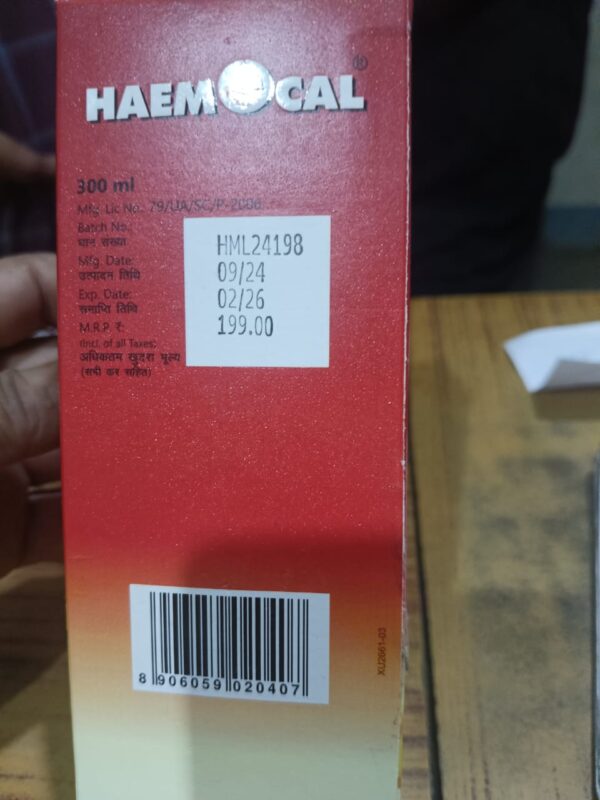 HAEMOCAL®
300 ml
Mfg. Lic No.: 79/UA/SC/P-2006
Batch No.: HML24198
घान संख्या
Mfg. Date: 09/24
उत्पादन तिथि
Exp. Date: 02/26
समाप्ति तिथि
M.R.P. ₹: 199.00
(Incl. of all Taxes)
अधिकतम खुदरा मूल्य
(सभी कर सहित)
8 906059 020407
XU2661-03